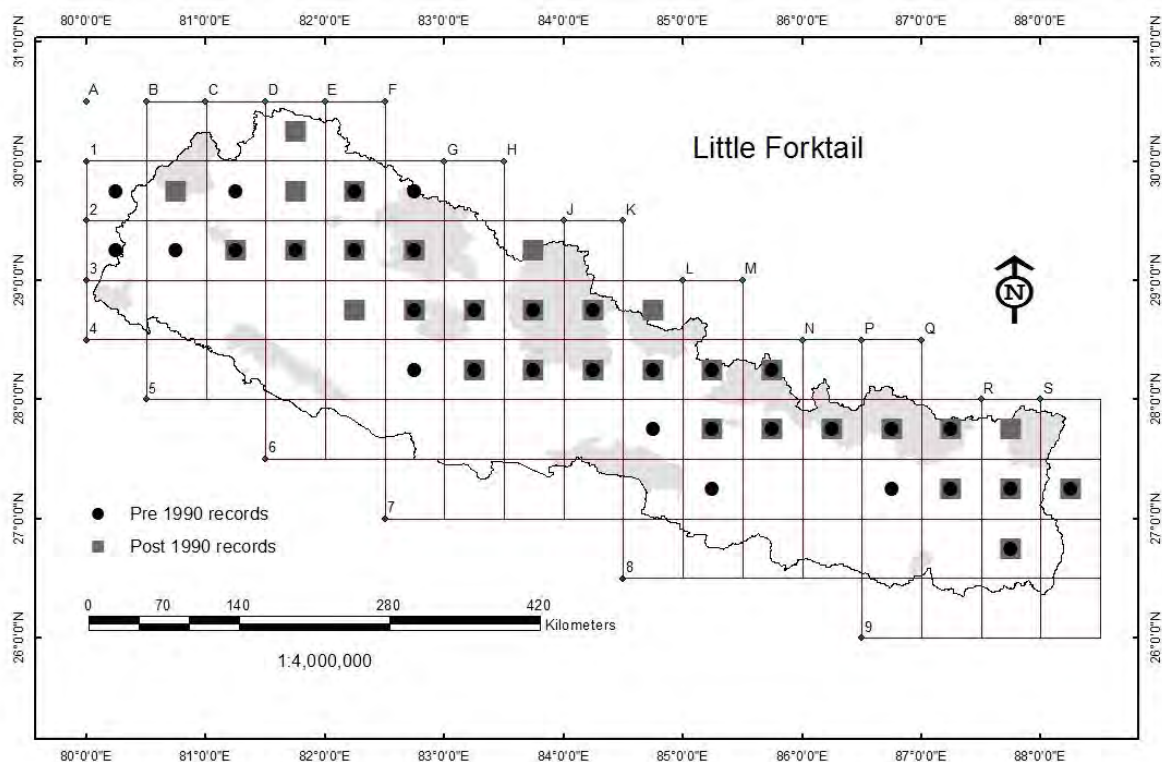 80°0'0"E 81°0'0"E 82°0'0"E 83°0'0"E 84°0'0"E 85°0'0"E 86°0'0"E 87°0'0"E 88°0'0"E
31°0'0"N 31°0'0"N
A B C D E F
Little Forktail
30°0'0"N 1 G H 30°0'0"N
2 J K
29°0'0"N 3 L M 29°0'0"N
N
4 N P Q
28°0'0"N 5 R S 28°0'0"N
6
Pre 1990 records
27°0'0"N 7 27°0'0"N
Post 1990 records
8
0 70 140 280 420
Kilometers
26°0'0"N 9 26°0'0"N
1:4,000,000
80°0'0"E 81°0'0"E 82°0'0"E 83°0'0"E 84°0'0"E 85°0'0"E 86°0'0"E 87°0'0"E 88°0'0"E